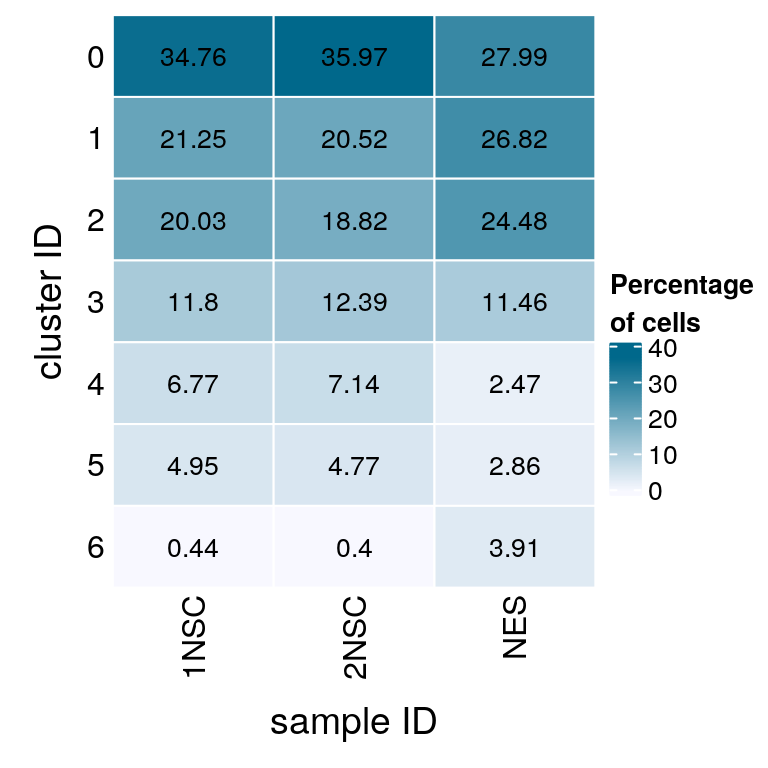 0 34.76 35.97 27.99
1 21.25 20.52 26.82
2 20.03 18.82 24.48
3 11.8 12.39 11.46
4 6.77 7.14 2.47
5 4.95 4.77 2.86
6 0.44 0.4 3.91
1NSC 2NSC NES
sample ID
cluster ID
Percentage
of cells
40
30
20
10
0